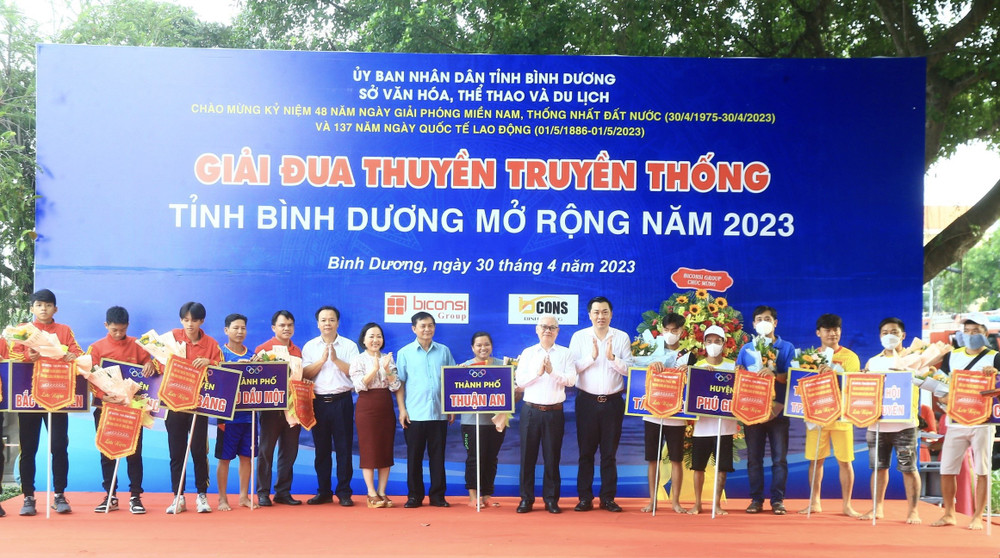 ỦY BAN NHÂN DÂN TỈNH BÌNH DƯƠNG
SỞ VĂN HÓA, THỂ THAO VÀ DU LỊCH
CHÀO MỪNG KỶ NIỆM 48 NĂM NGÀY GIẢI PHÓNG MIỀN NAM, THỐNG NHẤT ĐẤT NƯỚC (30/4/1975-30/4/2023)
VÀ 137 NĂM NGÀY QUỐC TẾ LAO ĐỘNG (01/5/1886-01/5/2023)
GIẢI ĐUA THUYỀN TRUYỀN THỐNG
TỈNH BÌNH DƯƠNG MỞ RỘNG NĂM 2023
Bình Dương, ngày 30 tháng 4 năm 2023
BICONSI GROUP
CHÚC MỪNG
biconsi
Group
CONS
THÀNH PHỐ
DẦU MỘT
THÀNH PHỐ
THUẬN AN
HUYỆN
PHÚ